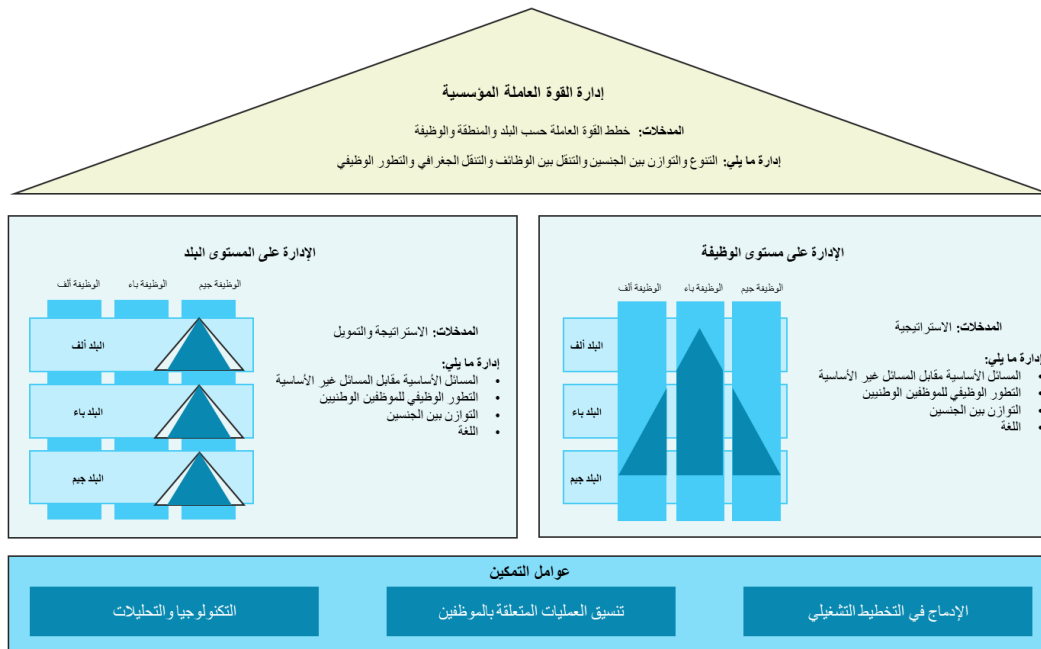 إدارة القوة العاملة المؤسسية
المدخلات: خطط القوة العاملة حسب البلد والمنطقة والوظيفة
إدارة ما يلي: التنوع والتوازن بين الجنسين والتنقل بين الوظائف والتنقل الجغرافي والتطور الوظيفي
الإدارة على مستوى الوظيفة
الوظيفة جيم
الوظيفة باء
الوظيفة ألف
البلد ألف
البلد باء
البلد جيم
المدخلات: الاستراتيجية
إدارة ما يلي:
• المسائل الأساسية مقابل المسائل غير الأساسية
• التطور الوظيفي للموظفين الوطنيين
• التوازن بين الجنسين
• اللغة
الإدارة على المستوى البلد
الوظيفة جيم
الوظيفة باء
الوظيفة ألف
البلد ألف
البلد باء
البلد جيم
المدخلات: الاستراتيجة والتمويل
إدارة ما يلي:
• المسائل الأساسية مقابل المسائل غير الأساسية
• التطور الوظيفي للموظفين الوطنيين
• التوازن بين الجنسين
• اللغة
عوامل التمكين
الإدماج في التخطيط التشغيلي
تنسيق العمليات المتعلقة بالموظفين
التكنولوجيا والتحليلات